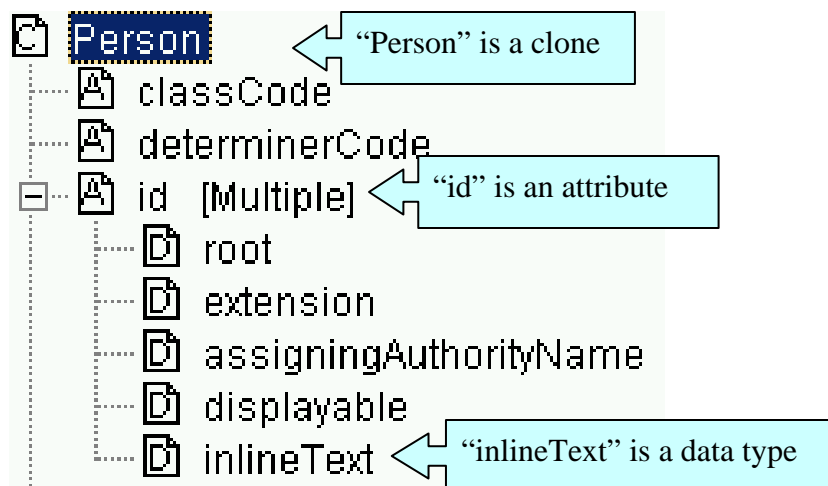 C Person
“Person” is a clone
A classCode
A determinerCode
A id [Multiple]
“id” is an attribute
D root
D extension
D assigningAuthorityName
D displayable
D inlineText
“inlineText” is a data type